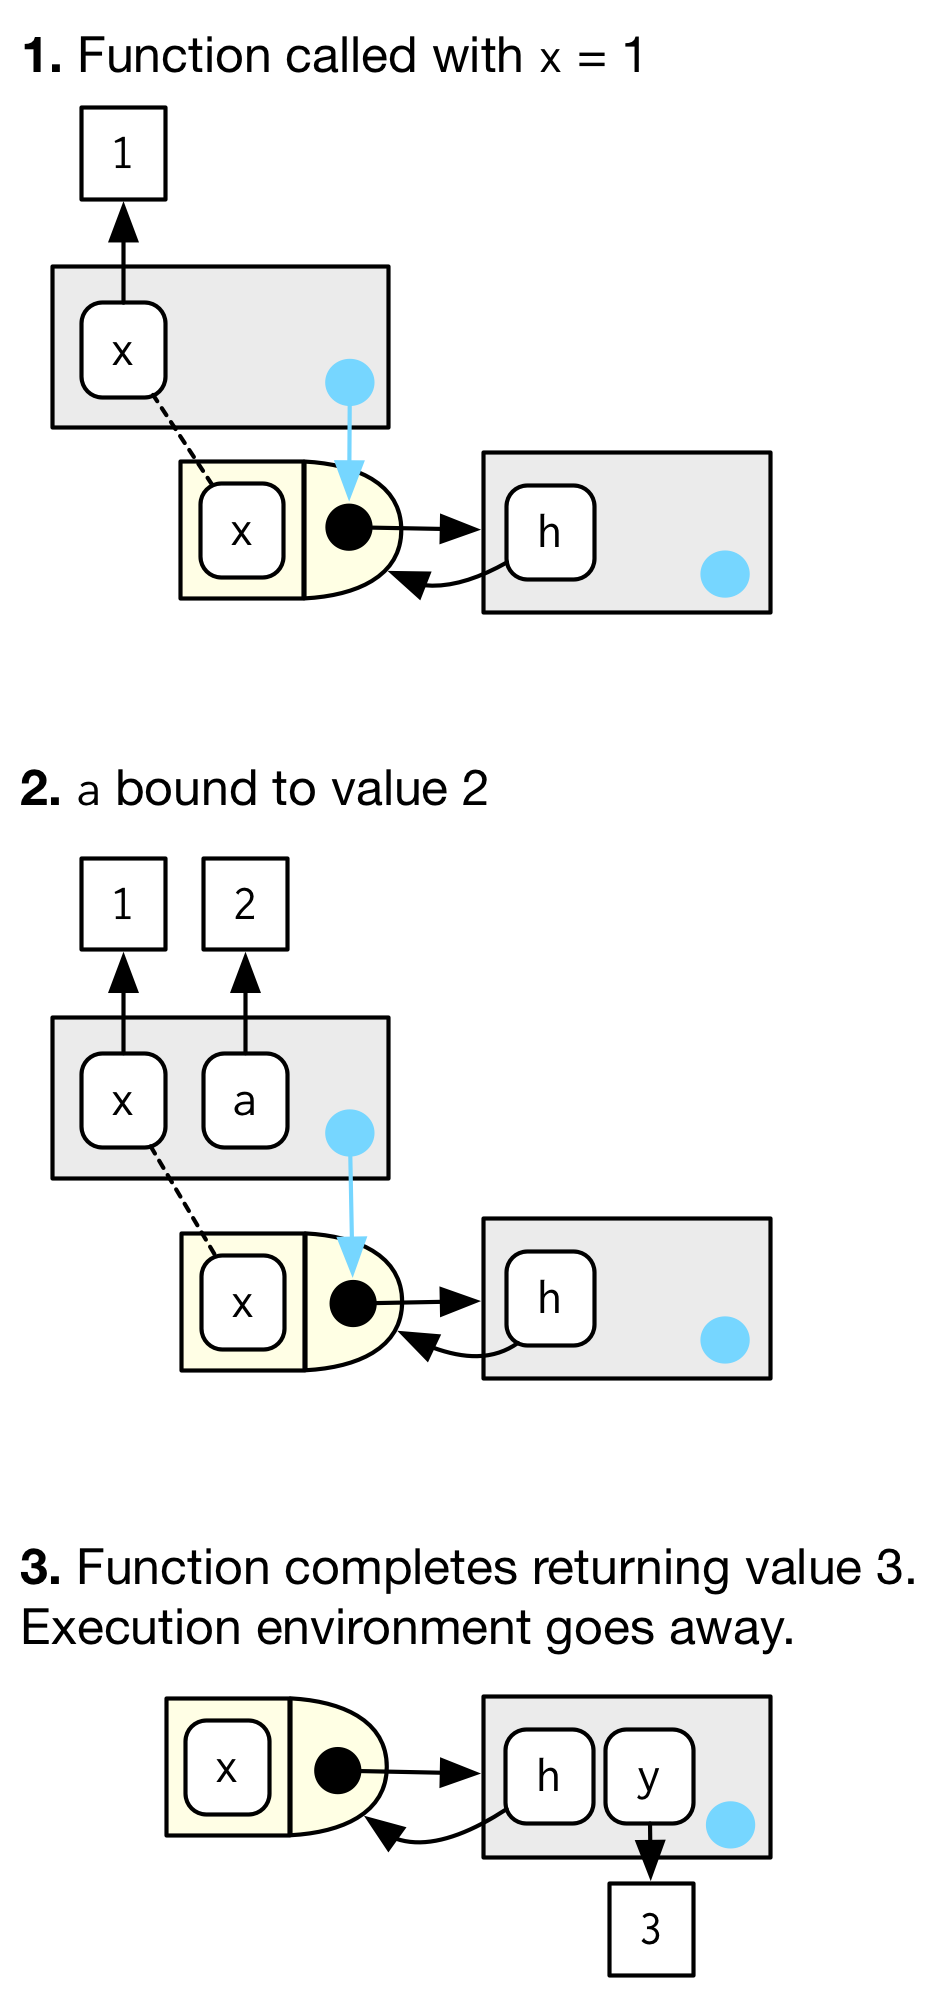 1. Function called with x = 1
1
x
x
h
2. a bound to value 2
1 2
x a
x
h
3. Function completes returning value 3.
Execution environment goes away.
x
h y
3